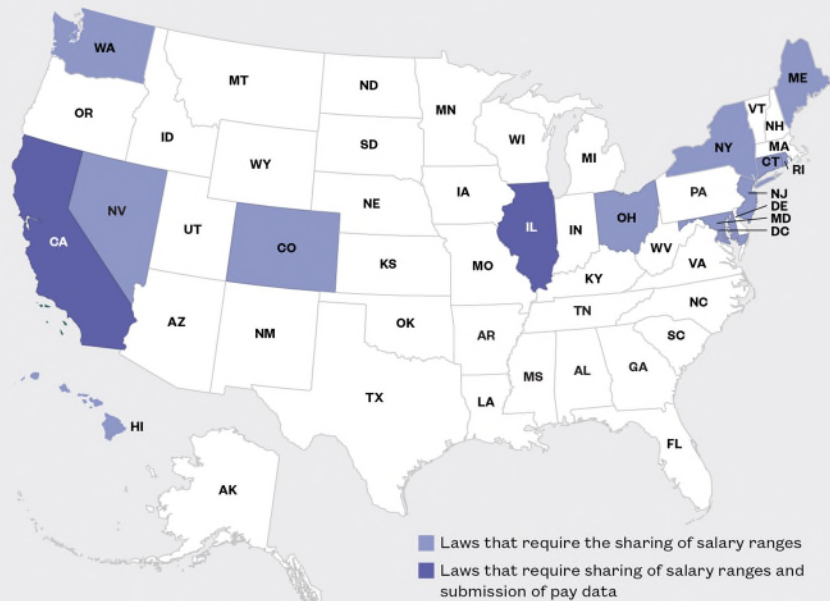 WA
MT
ND
MN
ME
VT
NH
OR
ID
SD
WI
MI
NY
MA
CT
RI
WY
IA
PA
NJ
DE
MD
DC
NV
UT
NE
IL
IN
OH
CA
CO
KS
MO
WV
VA
KY
AZ
NM
OK
TN
NC
AR
SC
TX
MS
AL
GA
LA
HI
FL
AK
Laws that require the sharing of salary ranges
Laws that require sharing of salary ranges and
submission of pay data